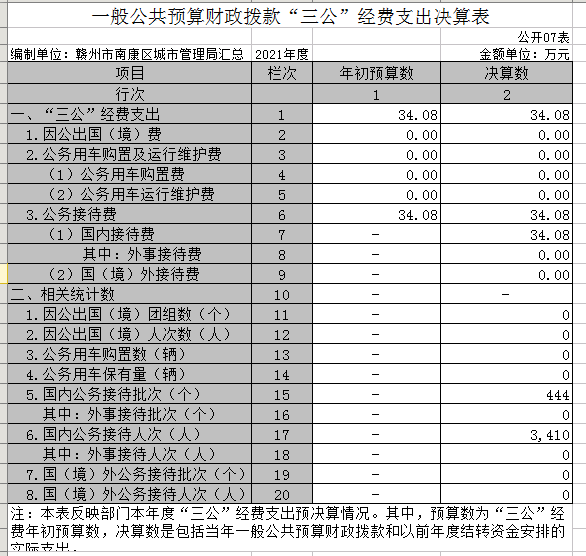 一般公共预算财政拨款“三公”经费支出决算表
公开07表
编制单位：赣州市南康区城市管理局汇总 2021年度 金额单位：万元
项目 栏次 年初预算数 决算数
行次 1 2
一、“三公”经费支出 1 34.08 34.08
1.因公出国（境）费 2 0.00 0.00
2.公务用车购置及运行维护费 3 0.00 0.00
（1）公务用车购置费 4 0.00 0.00
（2）公务用车运行维护费 5 0.00 0.00
3.公务接待费 6 34.08 34.08
（1）国内接待费 7 - 34.08
其中：外事接待费 8 - 0.00
（2）国（境）外接待费 9 - 0.00
二、相关统计数 10 - -
1.因公出国（境）团组数（个） 11 - 0
2.因公出国（境）人次数（人） 12 - 0
3.公务用车购置数（辆） 13 - 0
4.公务用车保有量（辆） 14 - 0
5.国内公务接待批次（个） 15 - 444
其中：外事接待批次（个） 16 - 0
6.国内公务接待人次（人） 17 - 3,410
其中：外事接待人次（人） 18 - 0
7.国（境）外公务接待批次（个） 19 - 0
8.国（境）外公务接待人次（人） 20 - 0
注：本表反映部门本年度“三公”经费支出预决算情况。其中，预算数为“三公”经
费年初预算数，决算数是包括当年一般公共预算财政拨款和以前年度结转资金安排的
实际支出。